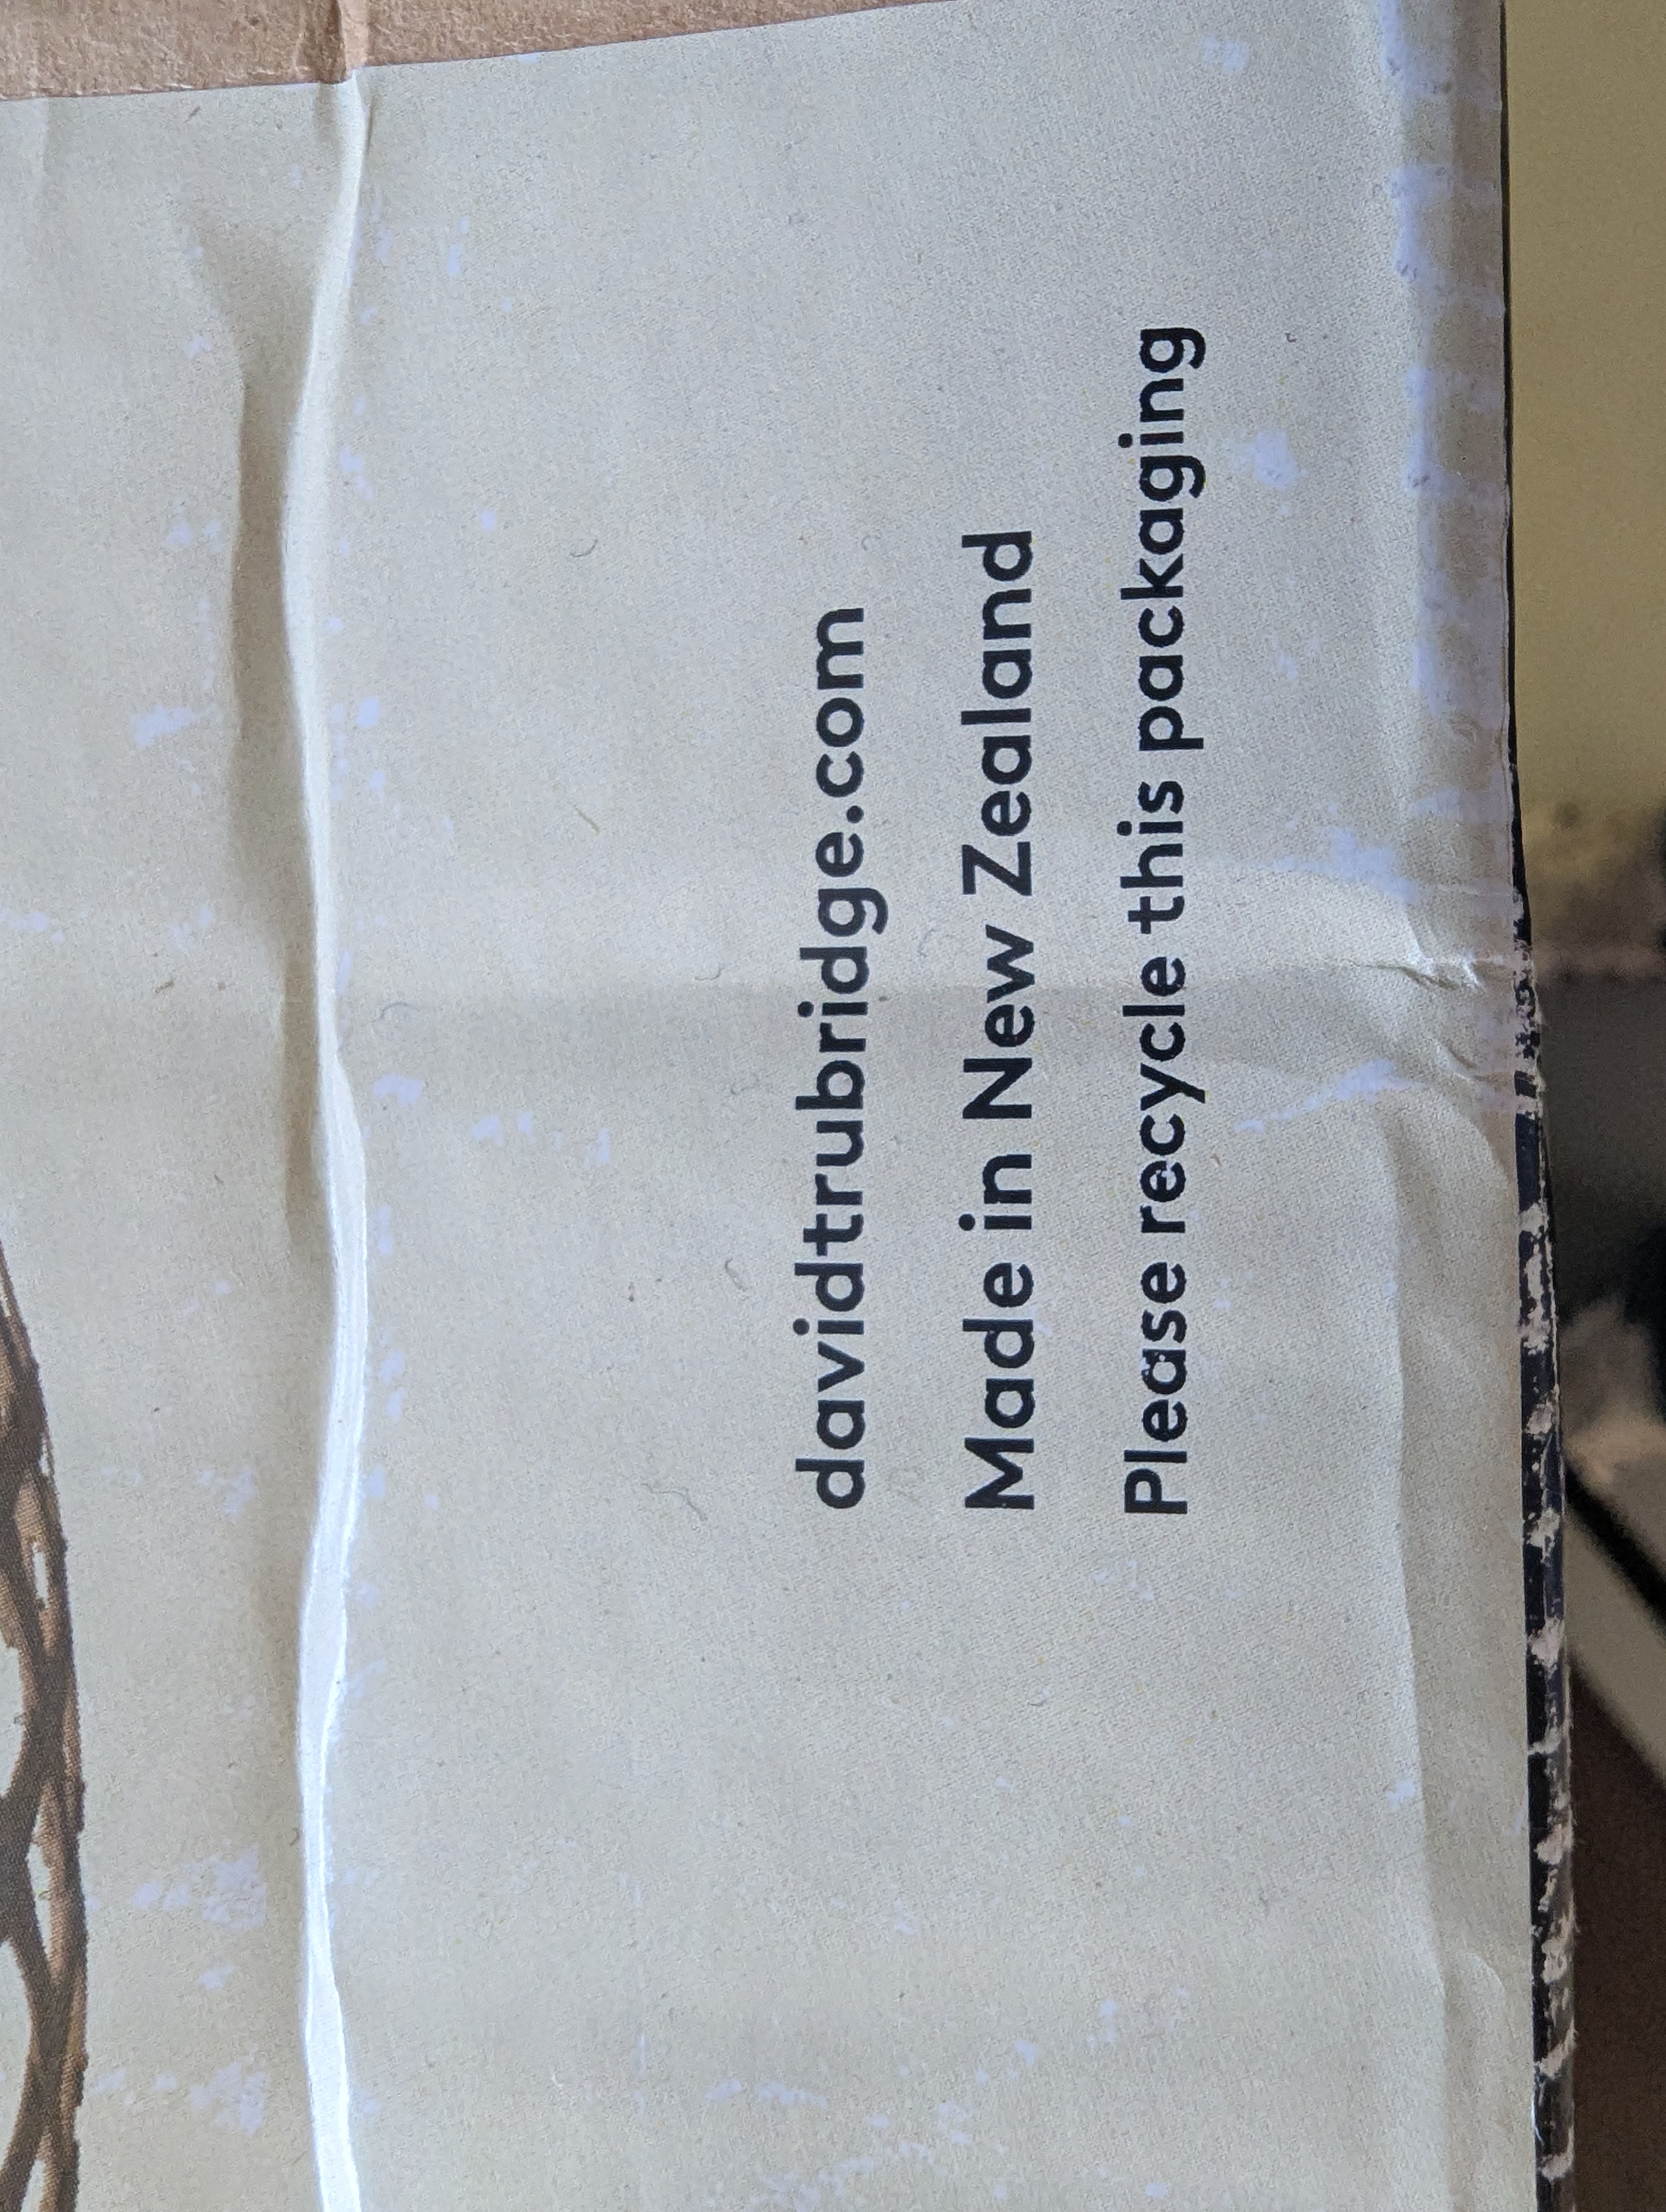 davidtrubridge.com
Made in New Zealand
Please recycle this packaging